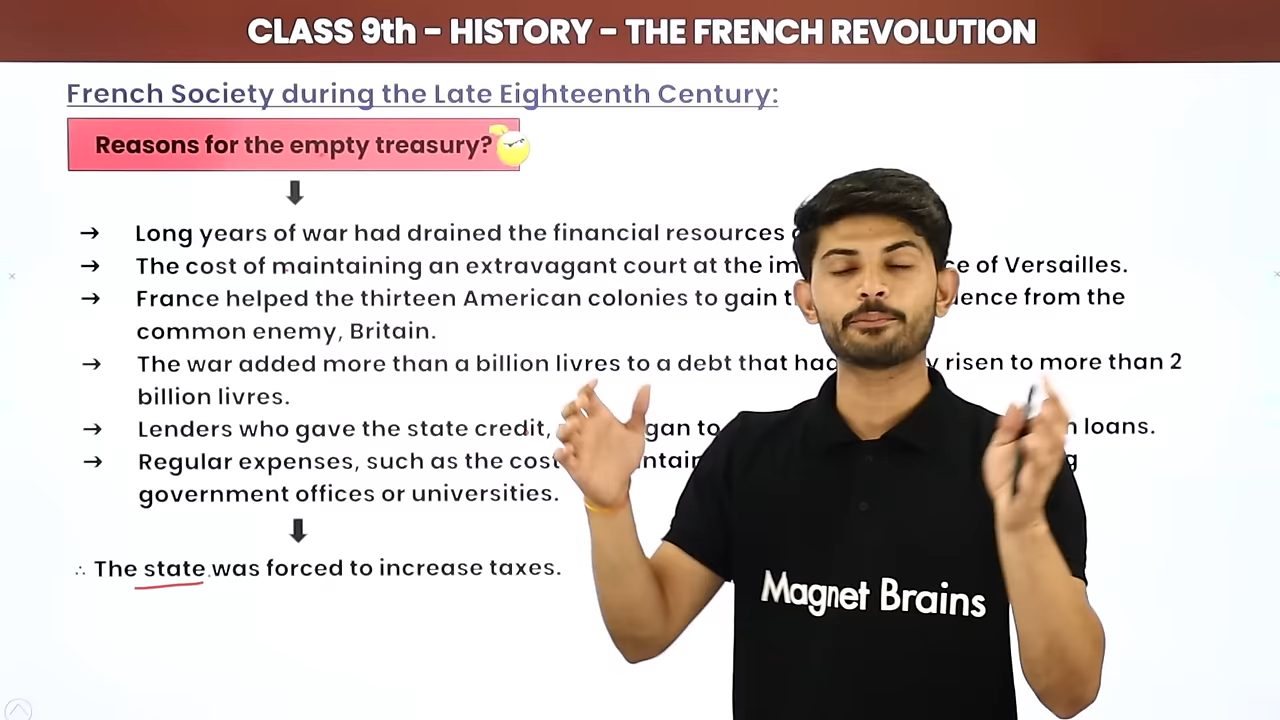 CLASS 9th – HISTORY – THE FRENCH REVOLUTION
French Society during the Late Eighteenth Century:
Reasons for the empty treasury?
→ Long years of war had drained the financial resources
→ The cost of maintaining an extravagant court at the of Versailles.
→ France helped the thirteen American colonies to gain from the
common enemy, Britain.
→ The war added more than a billion livres to a debt that had risen to more than 2
billion livres.
→ Lenders who gave the state credit, to loans.
→ Regular expenses, such as the
government offices or universities.
∴ The state was forced to increase taxes.
Magnet Brains